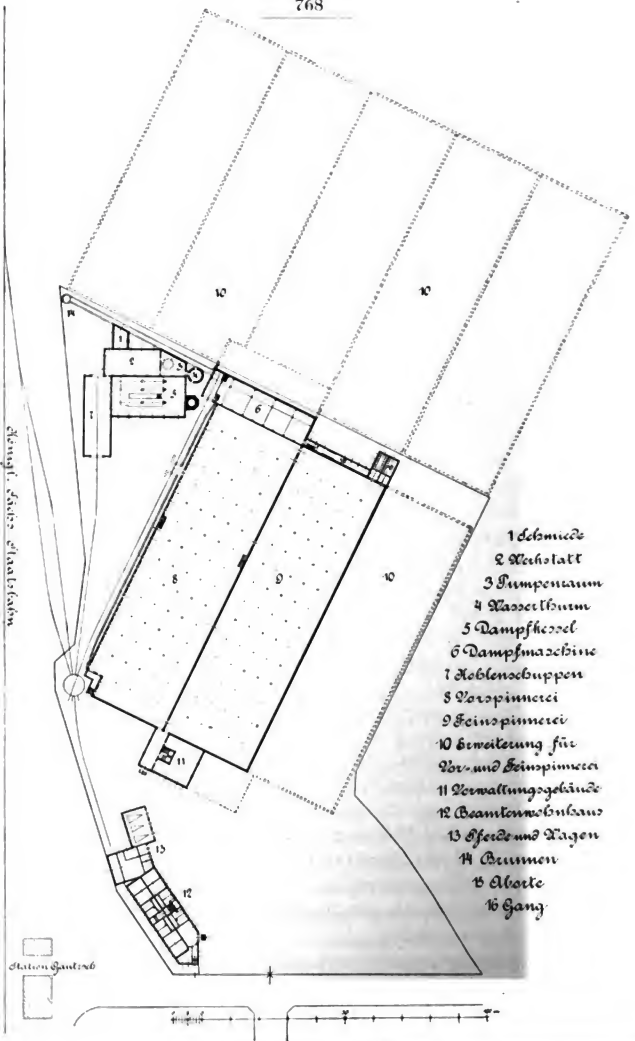 768
10
10
14
1
2
3
4
5
7
6
8
9
10
11
13
12
Königl. Sächs. Staatsbahn
Station Gautzsch
1 Schmiede
2 Werkstatt
3 Pumpenraum
4 Wasserthurm
5 Dampfkessel
6 Dampfmaschine
7 Kohlenschuppen
8 Vorspinnerei
9 Feinspinnerei
10 Erweiterung für
Vor- und Feinspinnerei
11 Verwaltungsgebäude
12 Beamtenwohnhaus
13 Pferde und Wagen
14 Brunnen
15 Aborte
16 Gang